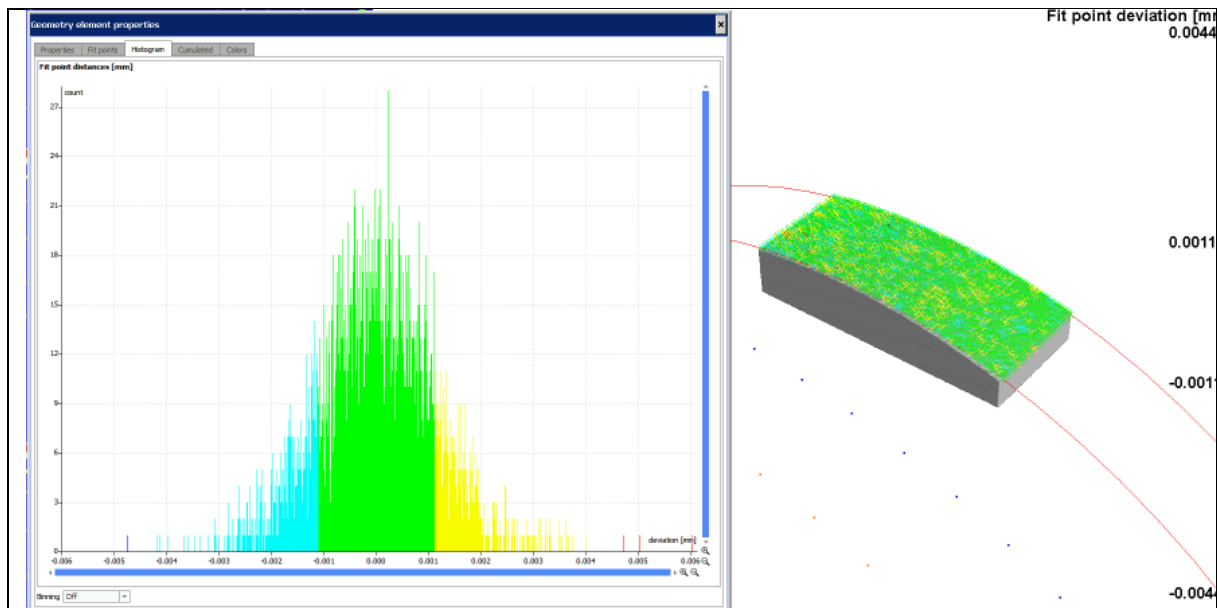 Geometry element properties
Properties Fit points Histogram Cumulated Colors
Fit point distances [mm]
count
27
24
21
18
15
12
9
6
3
0
deviation [mm]
-0.006 -0.005 -0.004 -0.003 -0.002 -0.001 0.000 0.001 0.002 0.003 0.004 0.005 0.006
Binning Off
Fit point deviation [mm
0.0044
0.0011
-0.0011
-0.0044